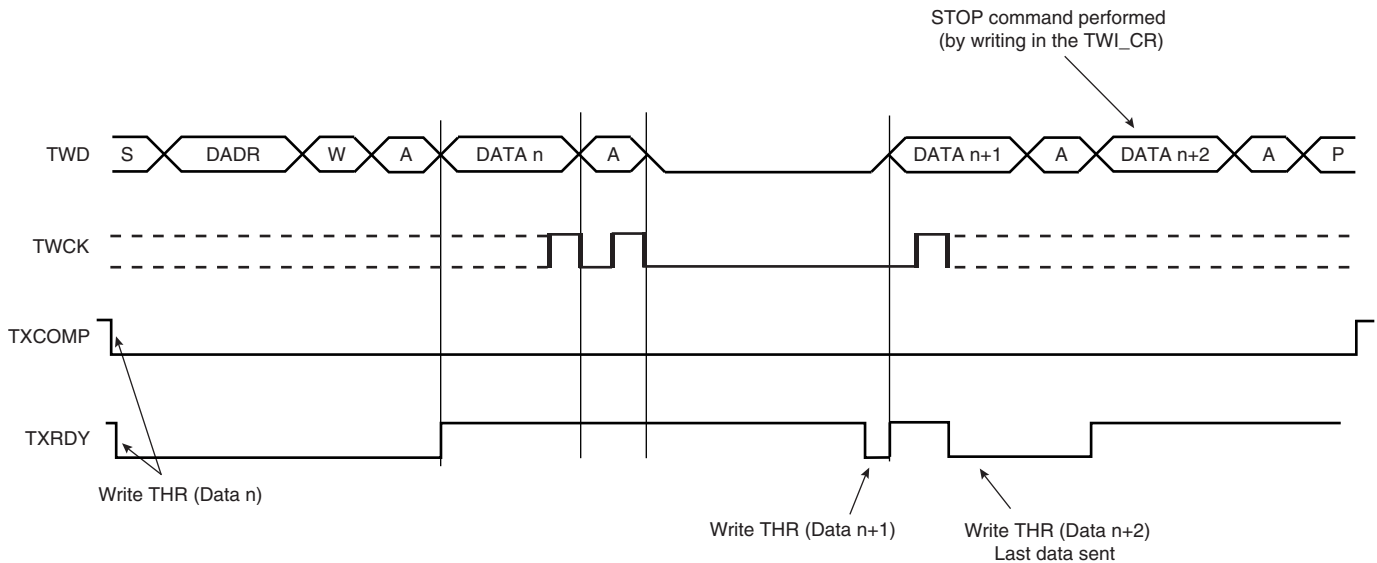 STOP command performed
(by writing in the TWI_CR)
TWD
S
DADR
W
A
DATA n
A
DATA n+1
A
DATA n+2
A
P
TWCK
TXCOMP
TXRDY
Write THR (Data n)
Write THR (Data n+1)
Write THR (Data n+2)
Last data sent